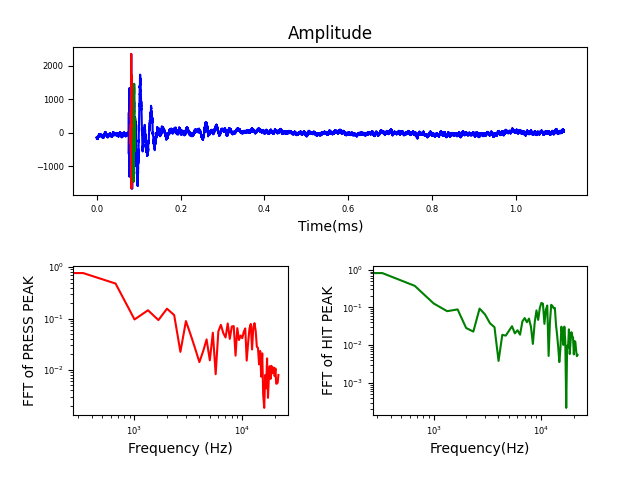 Amplitude
2000
1000
0
−1000
0.0 0.2 0.4 0.6 0.8 1.0
Time(ms)
FFT of PRESS PEAK
10⁰
10⁻¹
10⁻²
10³ 10⁴
Frequency (Hz)
FFT of HIT PEAK
10⁰
10⁻¹
10⁻²
10⁻³
10³ 10⁴
Frequency(Hz)